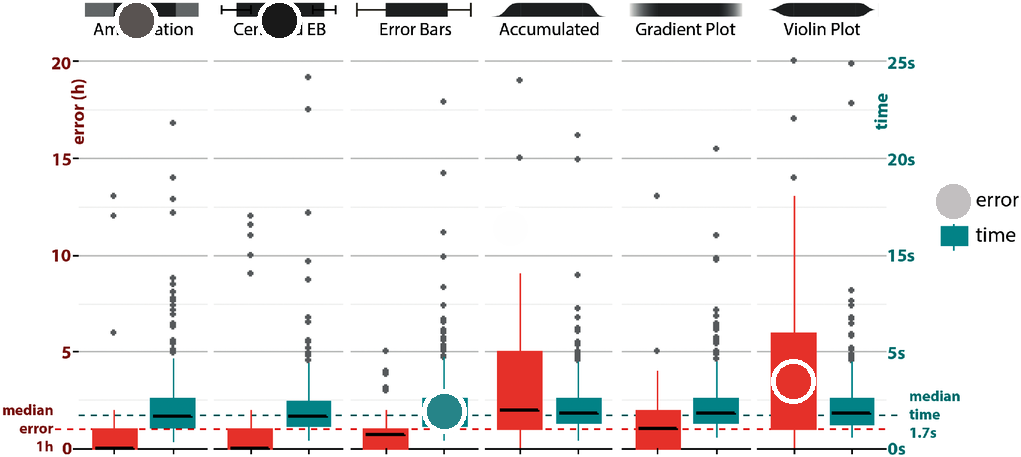 Error Bars
Accumulated
Gradient Plot
Violin Plot
EB
20
25s
error (h)
time
15
20s
10
15s
5
5s
error
time
median
error
1h
0
median
time
1.7s
0s